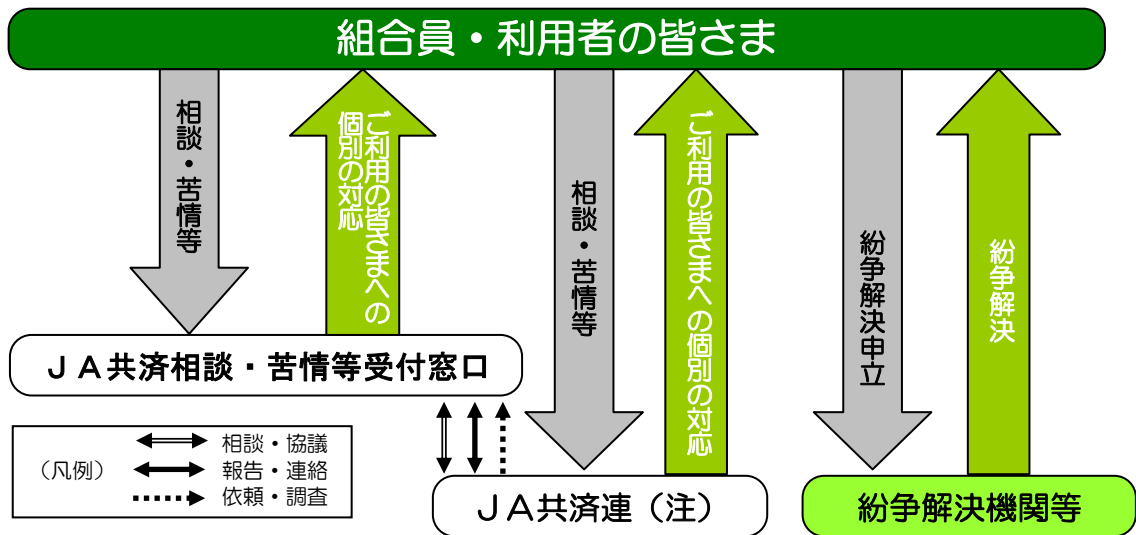 組合員・利用者の皆さま
相談・苦情等
ご利用の皆さまへの
個別の対応
相談・苦情等
ご利用の皆さまへの個別の対応
紛争解決申立
紛争解決
ＪＡ共済相談・苦情等受付窓口
（凡例）
相談・協議
報告・連絡
依頼・調査
ＪＡ共済連（注）
紛争解決機関等